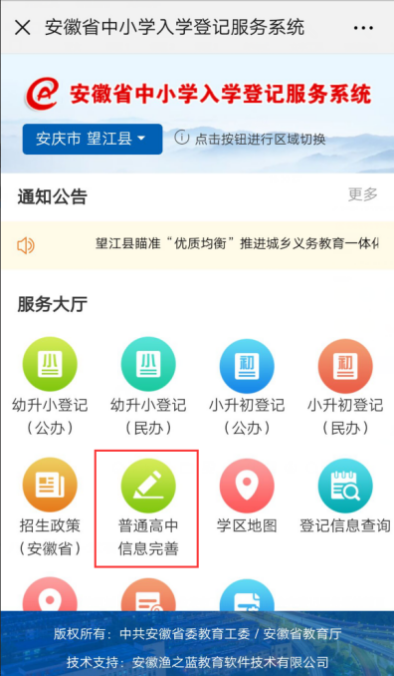 安徽省中小学入学登记服务系统
安徽省中小学入学登记服务系统
安庆市 望江县 点击按钮进行区域切换
通知公告 更多
望江县瞄准“优质均衡”推进城乡义务教育一体化
服务大厅
幼升小登记 幼升小登记 小升初登记 小升初登记
（公办） （民办） （公办） （民办）
招生政策 普通高中 学区地图 登记信息查询
（安徽省） 信息完善
版权所有：中共安徽省委教育工委 / 安徽省教育厅
技术支持：安徽渔之蓝教育软件技术有限公司